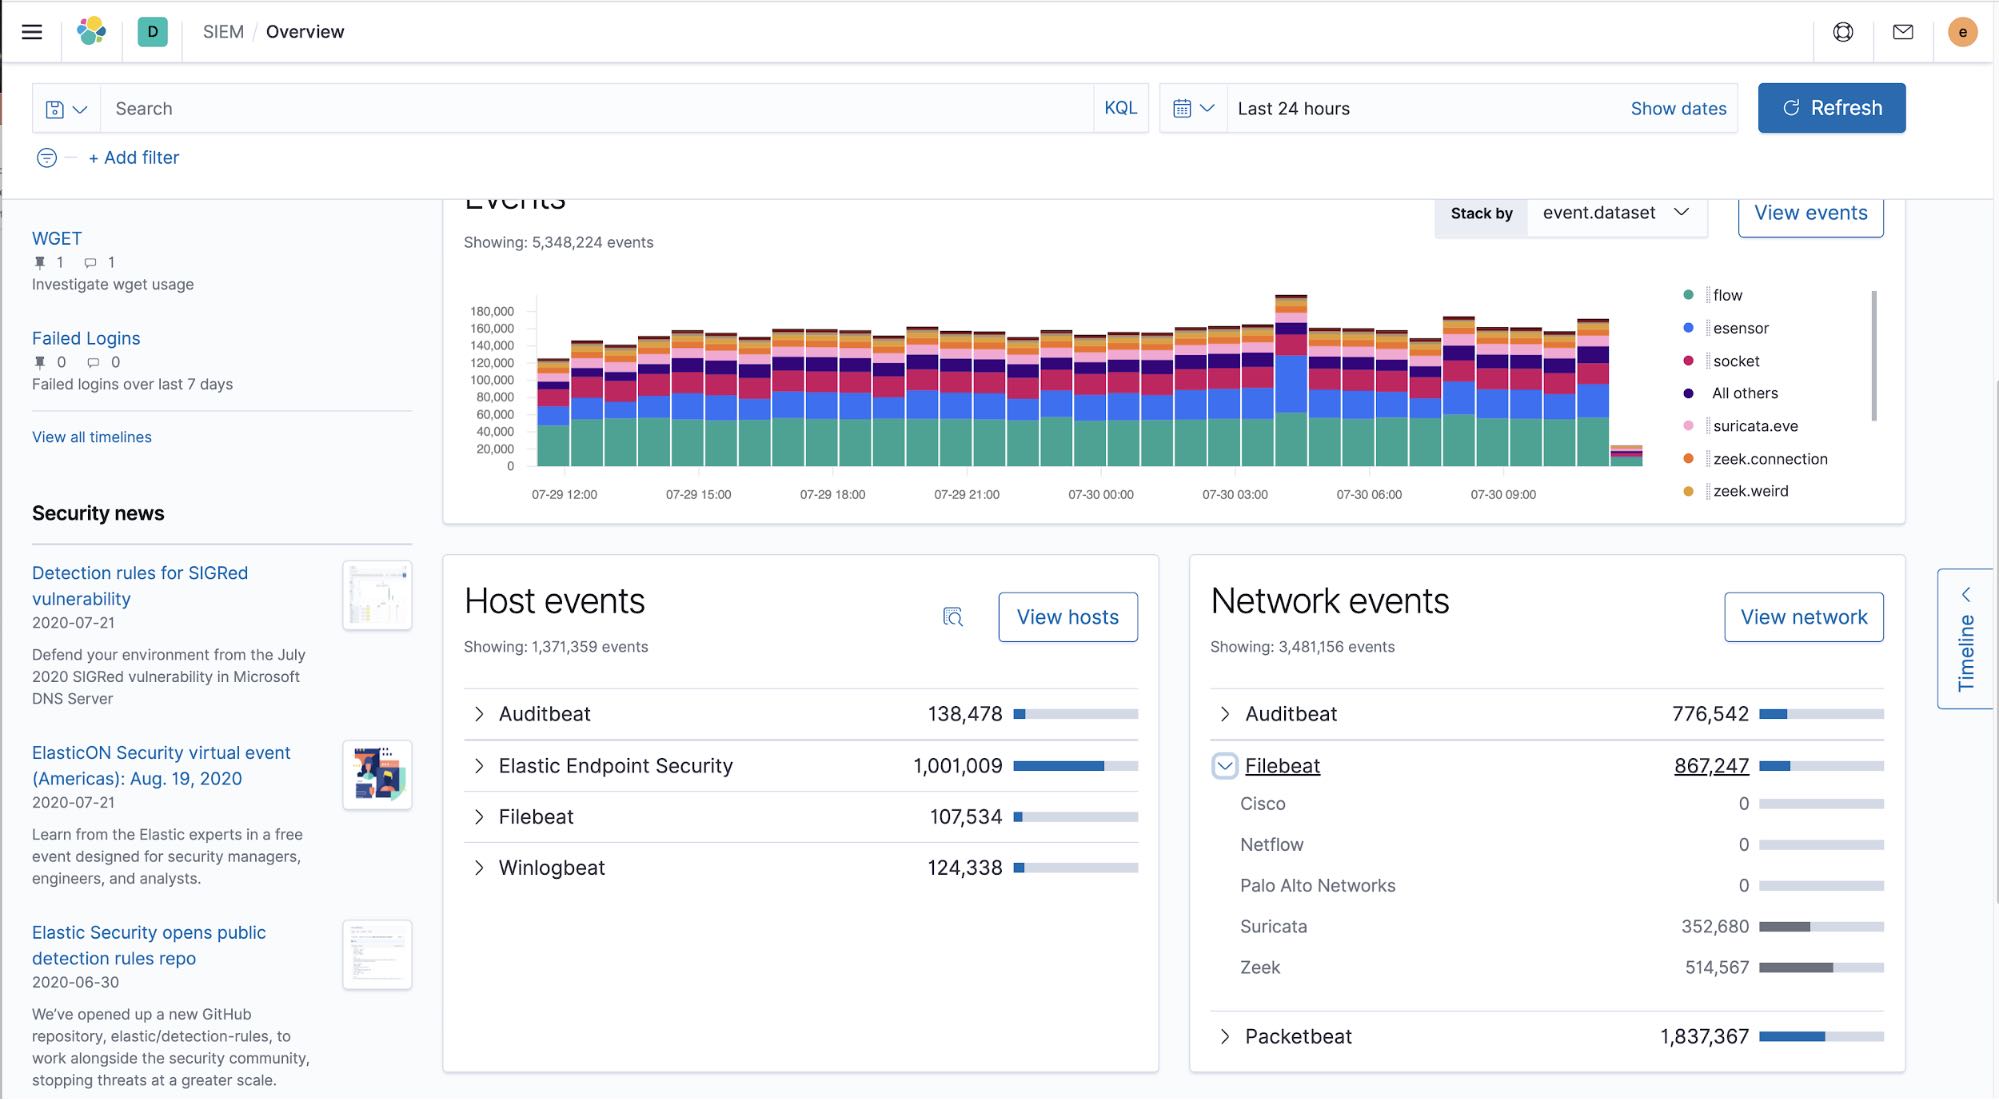 D
SIEM / Overview
e
Search
KQL
Last 24 hours
Show dates
Refresh
+ Add filter
WGET
1 1
Investigate wget usage
Failed Logins
0 0
Failed logins over last 7 days
View all timelines
Security news
Detection rules for SIGRed
vulnerability
2020-07-21
Defend your environment from the July
2020 SIGRed vulnerability in Microsoft
DNS Server
ElasticON Security virtual event
(Americas): Aug. 19, 2020
2020-07-21
Learn from the Elastic experts in a free
event designed for security managers,
engineers, and analysts.
Elastic Security opens public
detection rules repo
2020-06-30
We've opened up a new GitHub
repository, elastic/detection-rules, to
work alongside the security community,
stopping threats at a greater scale.
Events
Showing: 5,348,224 events
Stack by
event.dataset
View events
180,000
160,000
140,000
120,000
100,000
80,000
60,000
40,000
20,000
0
07-29 12:00
07-29 15:00
07-29 18:00
07-29 21:00
07-30 00:00
07-30 03:00
07-30 06:00
07-30 09:00
flow
esensor
socket
All others
suricata.eve
zeek.connection
zeek.weird
Host events
Showing: 1,371,359 events
View hosts
Auditbeat 138,478
Elastic Endpoint Security 1,001,009
Filebeat 107,534
Winlogbeat 124,338
Network events
Showing: 3,481,156 events
View network
Auditbeat 776,542
Filebeat 867,247
Cisco 0
Netflow 0
Palo Alto Networks 0
Suricata 352,680
Zeek 514,567
Packetbeat 1,837,367
Timeline